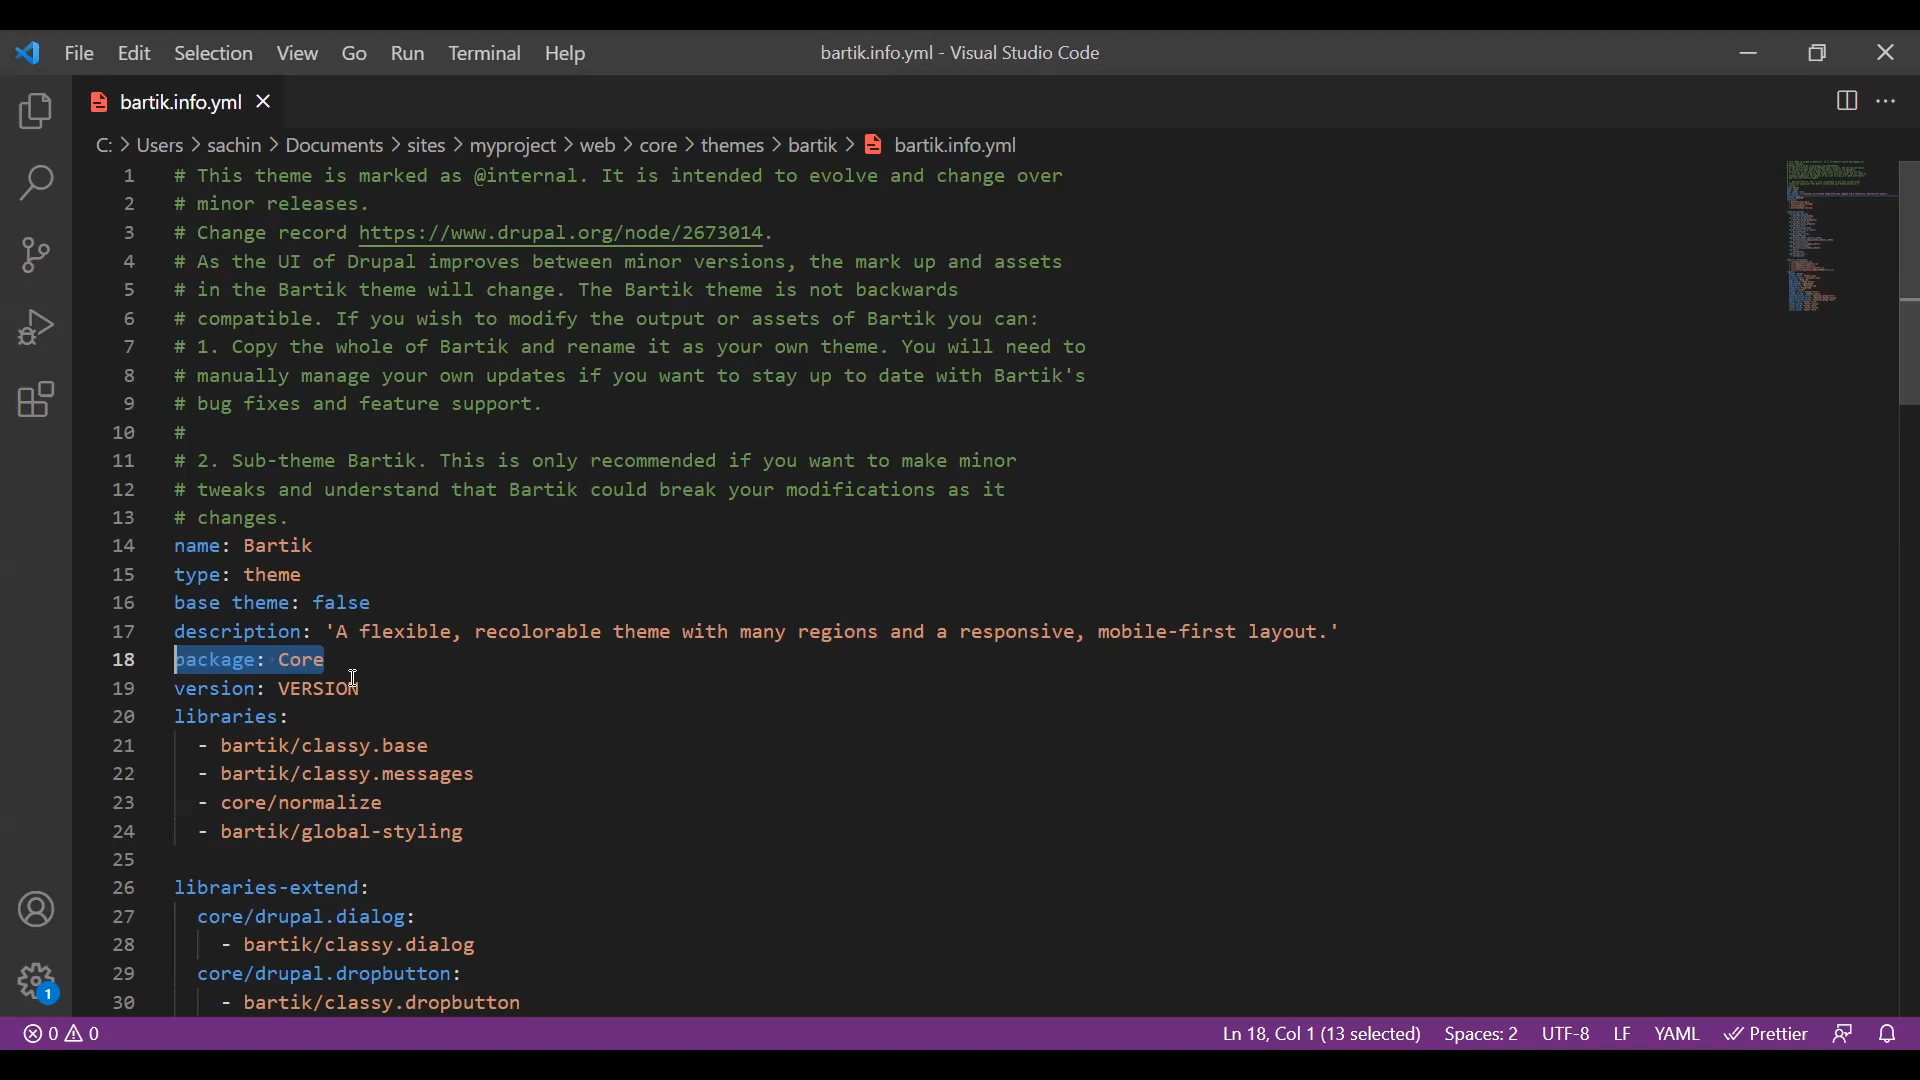 File Edit Selection View Go Run Terminal Help bartik.info.yml - Visual Studio Code
bartik.info.yml
C: > Users > sachin > Documents > sites > myproject > web > core > themes > bartik > bartik.info.yml
1 # This theme is marked as @internal. It is intended to evolve and change over
2 # minor releases.
3 # Change record https://www.drupal.org/node/2673014.
4 # As the UI of Drupal improves between minor versions, the mark up and assets
5 # in the Bartik theme will change. The Bartik theme is not backwards
6 # compatible. If you wish to modify the output or assets of Bartik you can:
7 # 1. Copy the whole of Bartik and rename it as your own theme. You will need to
8 # manually manage your own updates if you want to stay up to date with Bartik's
9 # bug fixes and feature support.
10 #
11 # 2. Sub-theme Bartik. This is only recommended if you want to make minor
12 # tweaks and understand that Bartik could break your modifications as it
13 # changes.
14 name: Bartik
15 type: theme
16 base theme: false
17 description: 'A flexible, recolorable theme with many regions and a responsive, mobile-first layout.'
18 package: Core
19 version: VERSION
20 libraries:
21 - bartik/classy.base
22 - bartik/classy.messages
23 - core/normalize
24 - bartik/global-styling
25
26 libraries-extend:
27 core/drupal.dialog:
28 - bartik/classy.dialog
29 core/drupal.dropbutton:
30 - bartik/classy.dropbutton
1
0 0 Ln 18, Col 1 (13 selected) Spaces: 2 UTF-8 LF YAML Prettier